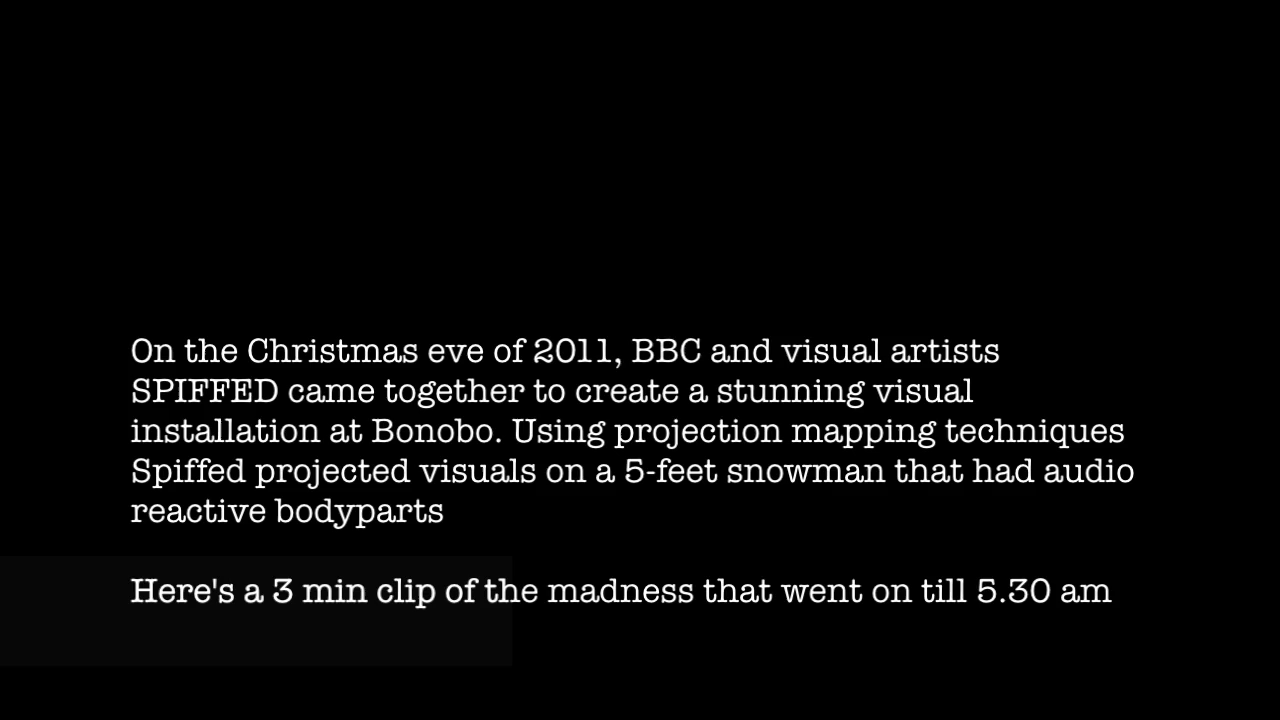 On the Christmas eve of 2011, BBC and visual artists
SPIFFED came together to create a stunning visual
installation at Bonobo. Using projection mapping techniques
Spiffed projected visuals on a 5-feet snowman that had audio
reactive bodyparts
Here's a 3 min clip of the madness that went on till 5.30 am